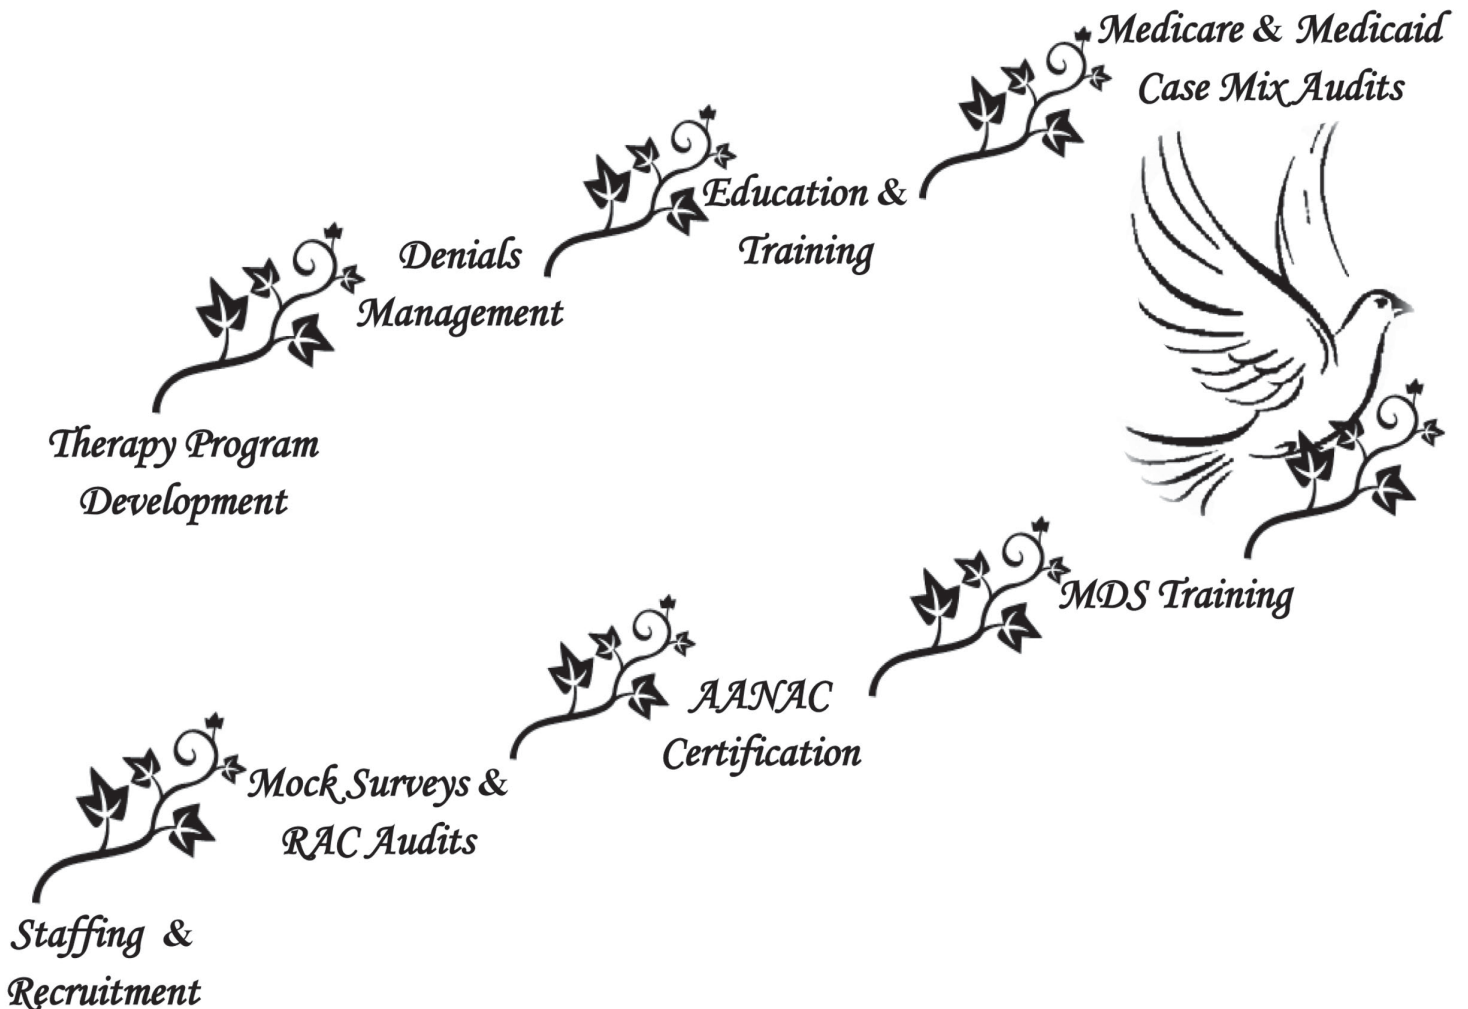 Medicare & Medicaid
Case Mix Audits
Education &
Training
Denials
Management
Therapy Program
Development
MDS Training
AANAC
Certification
Mock Surveys &
RAC Audits
Staffing &
Recruitment